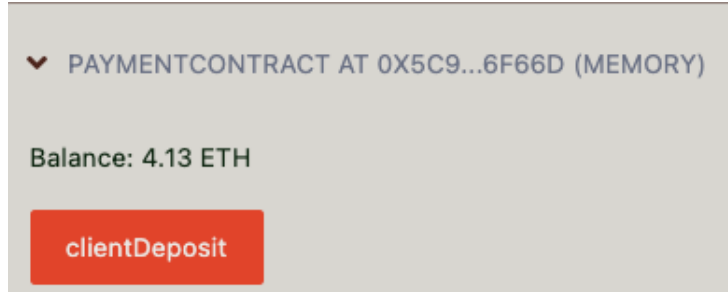 PAYMENTCONTRACT AT 0X5C9...6F66D (MEMORY)
Balance: 4.13 ETH
clientDeposit